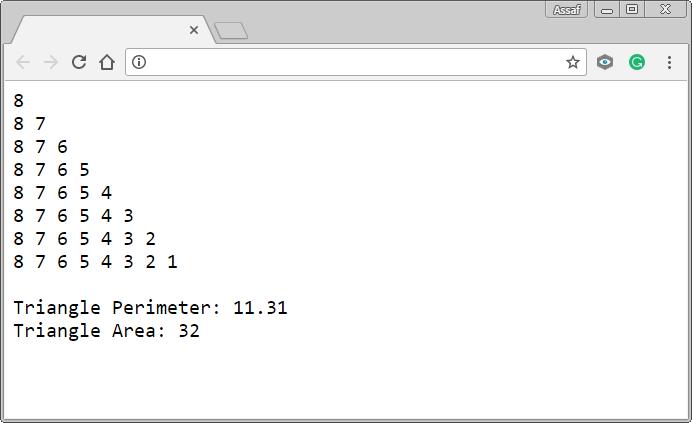 Assaf
8
8 7
8 7 6
8 7 6 5
8 7 6 5 4
8 7 6 5 4 3
8 7 6 5 4 3 2
8 7 6 5 4 3 2 1
Triangle Perimeter: 11.31
Triangle Area: 32